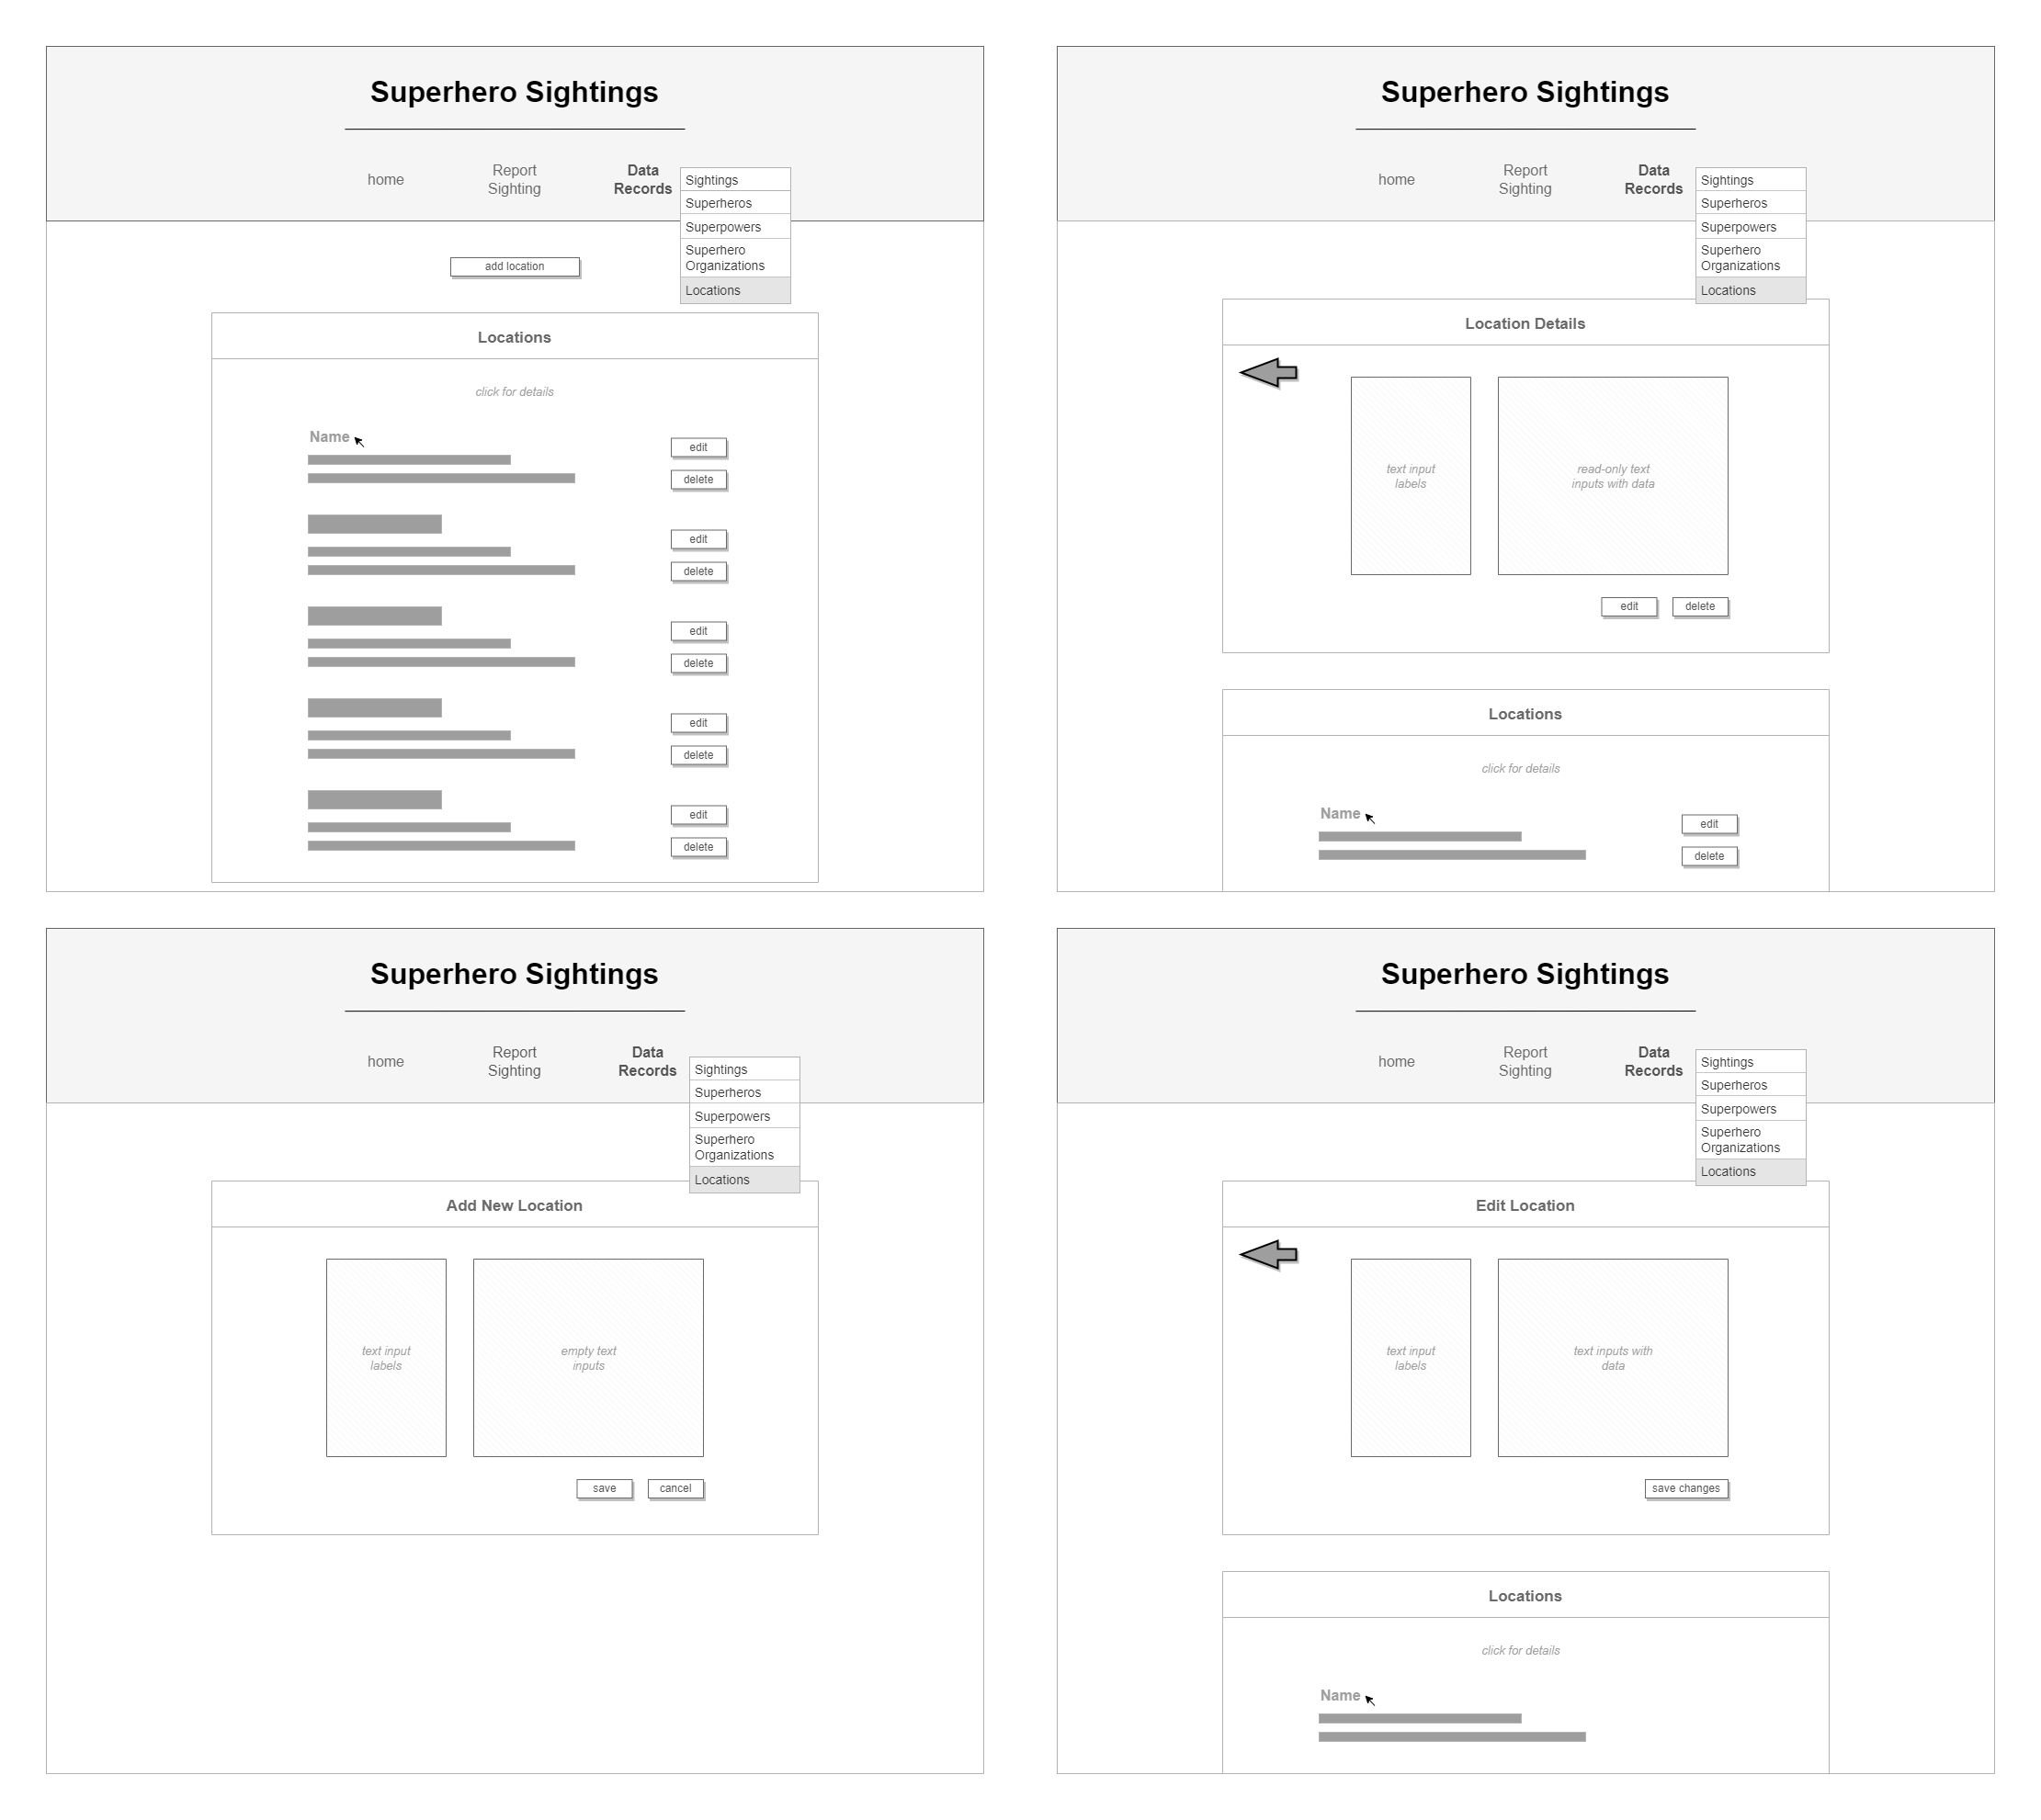 Superhero Sightings
home
Report
Sighting
Data
Records
Sightings
Superheros
Superpowers
Superhero
Organizations
Locations
add location
Locations
click for details
Name
edit
delete
edit
delete
edit
delete
edit
delete
edit
delete
Superhero Sightings
home
Report
Sighting
Data
Records
Sightings
Superheros
Superpowers
Superhero
Organizations
Locations
Location Details
text input
labels
read-only text
inputs with data
edit
delete
Locations
click for details
Name
edit
delete
Superhero Sightings
home
Report
Sighting
Data
Records
Sightings
Superheros
Superpowers
Superhero
Organizations
Locations
Add New Location
text input
labels
empty text
inputs
save
cancel
Superhero Sightings
home
Report
Sighting
Data
Records
Sightings
Superheros
Superpowers
Superhero
Organizations
Locations
Edit Location
text input
labels
text inputs with
data
save changes
Locations
click for details
Name